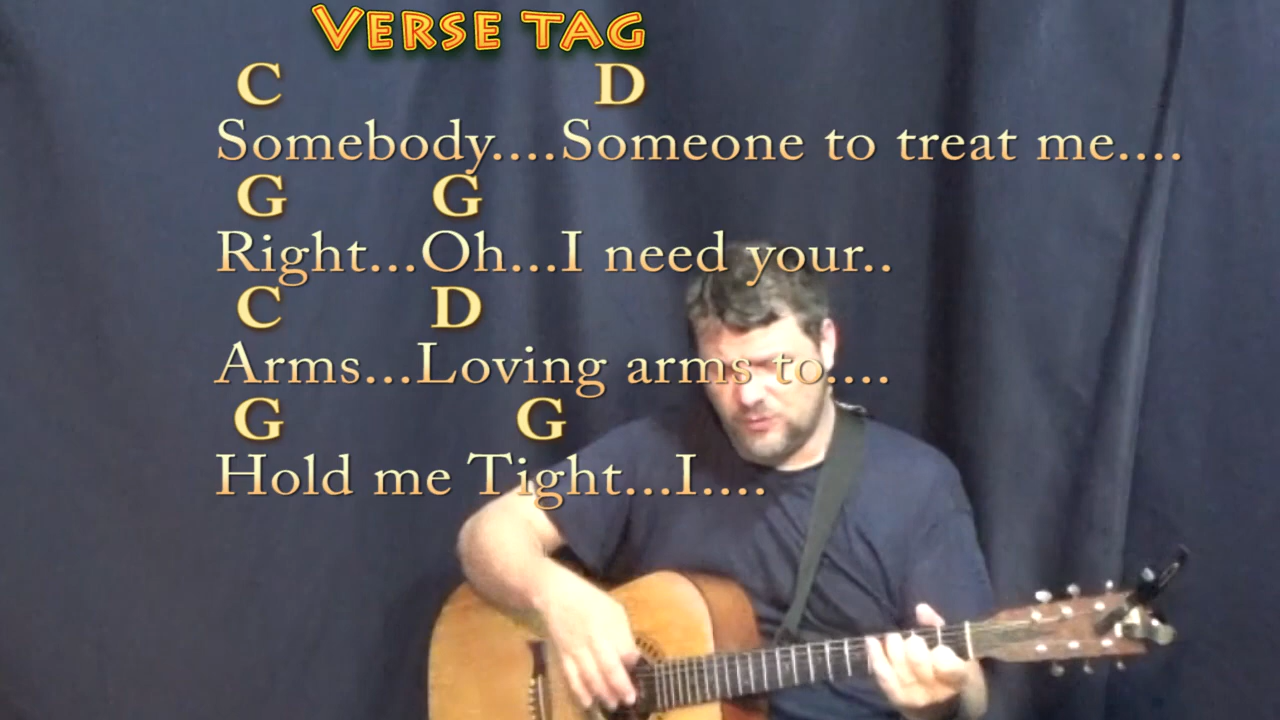 VERSE TAG
C D
Somebody....Someone to treat me....
G G
Right...Oh...I need your..
C D
Arms...Loving arms to....
G G
Hold me Tight...I....